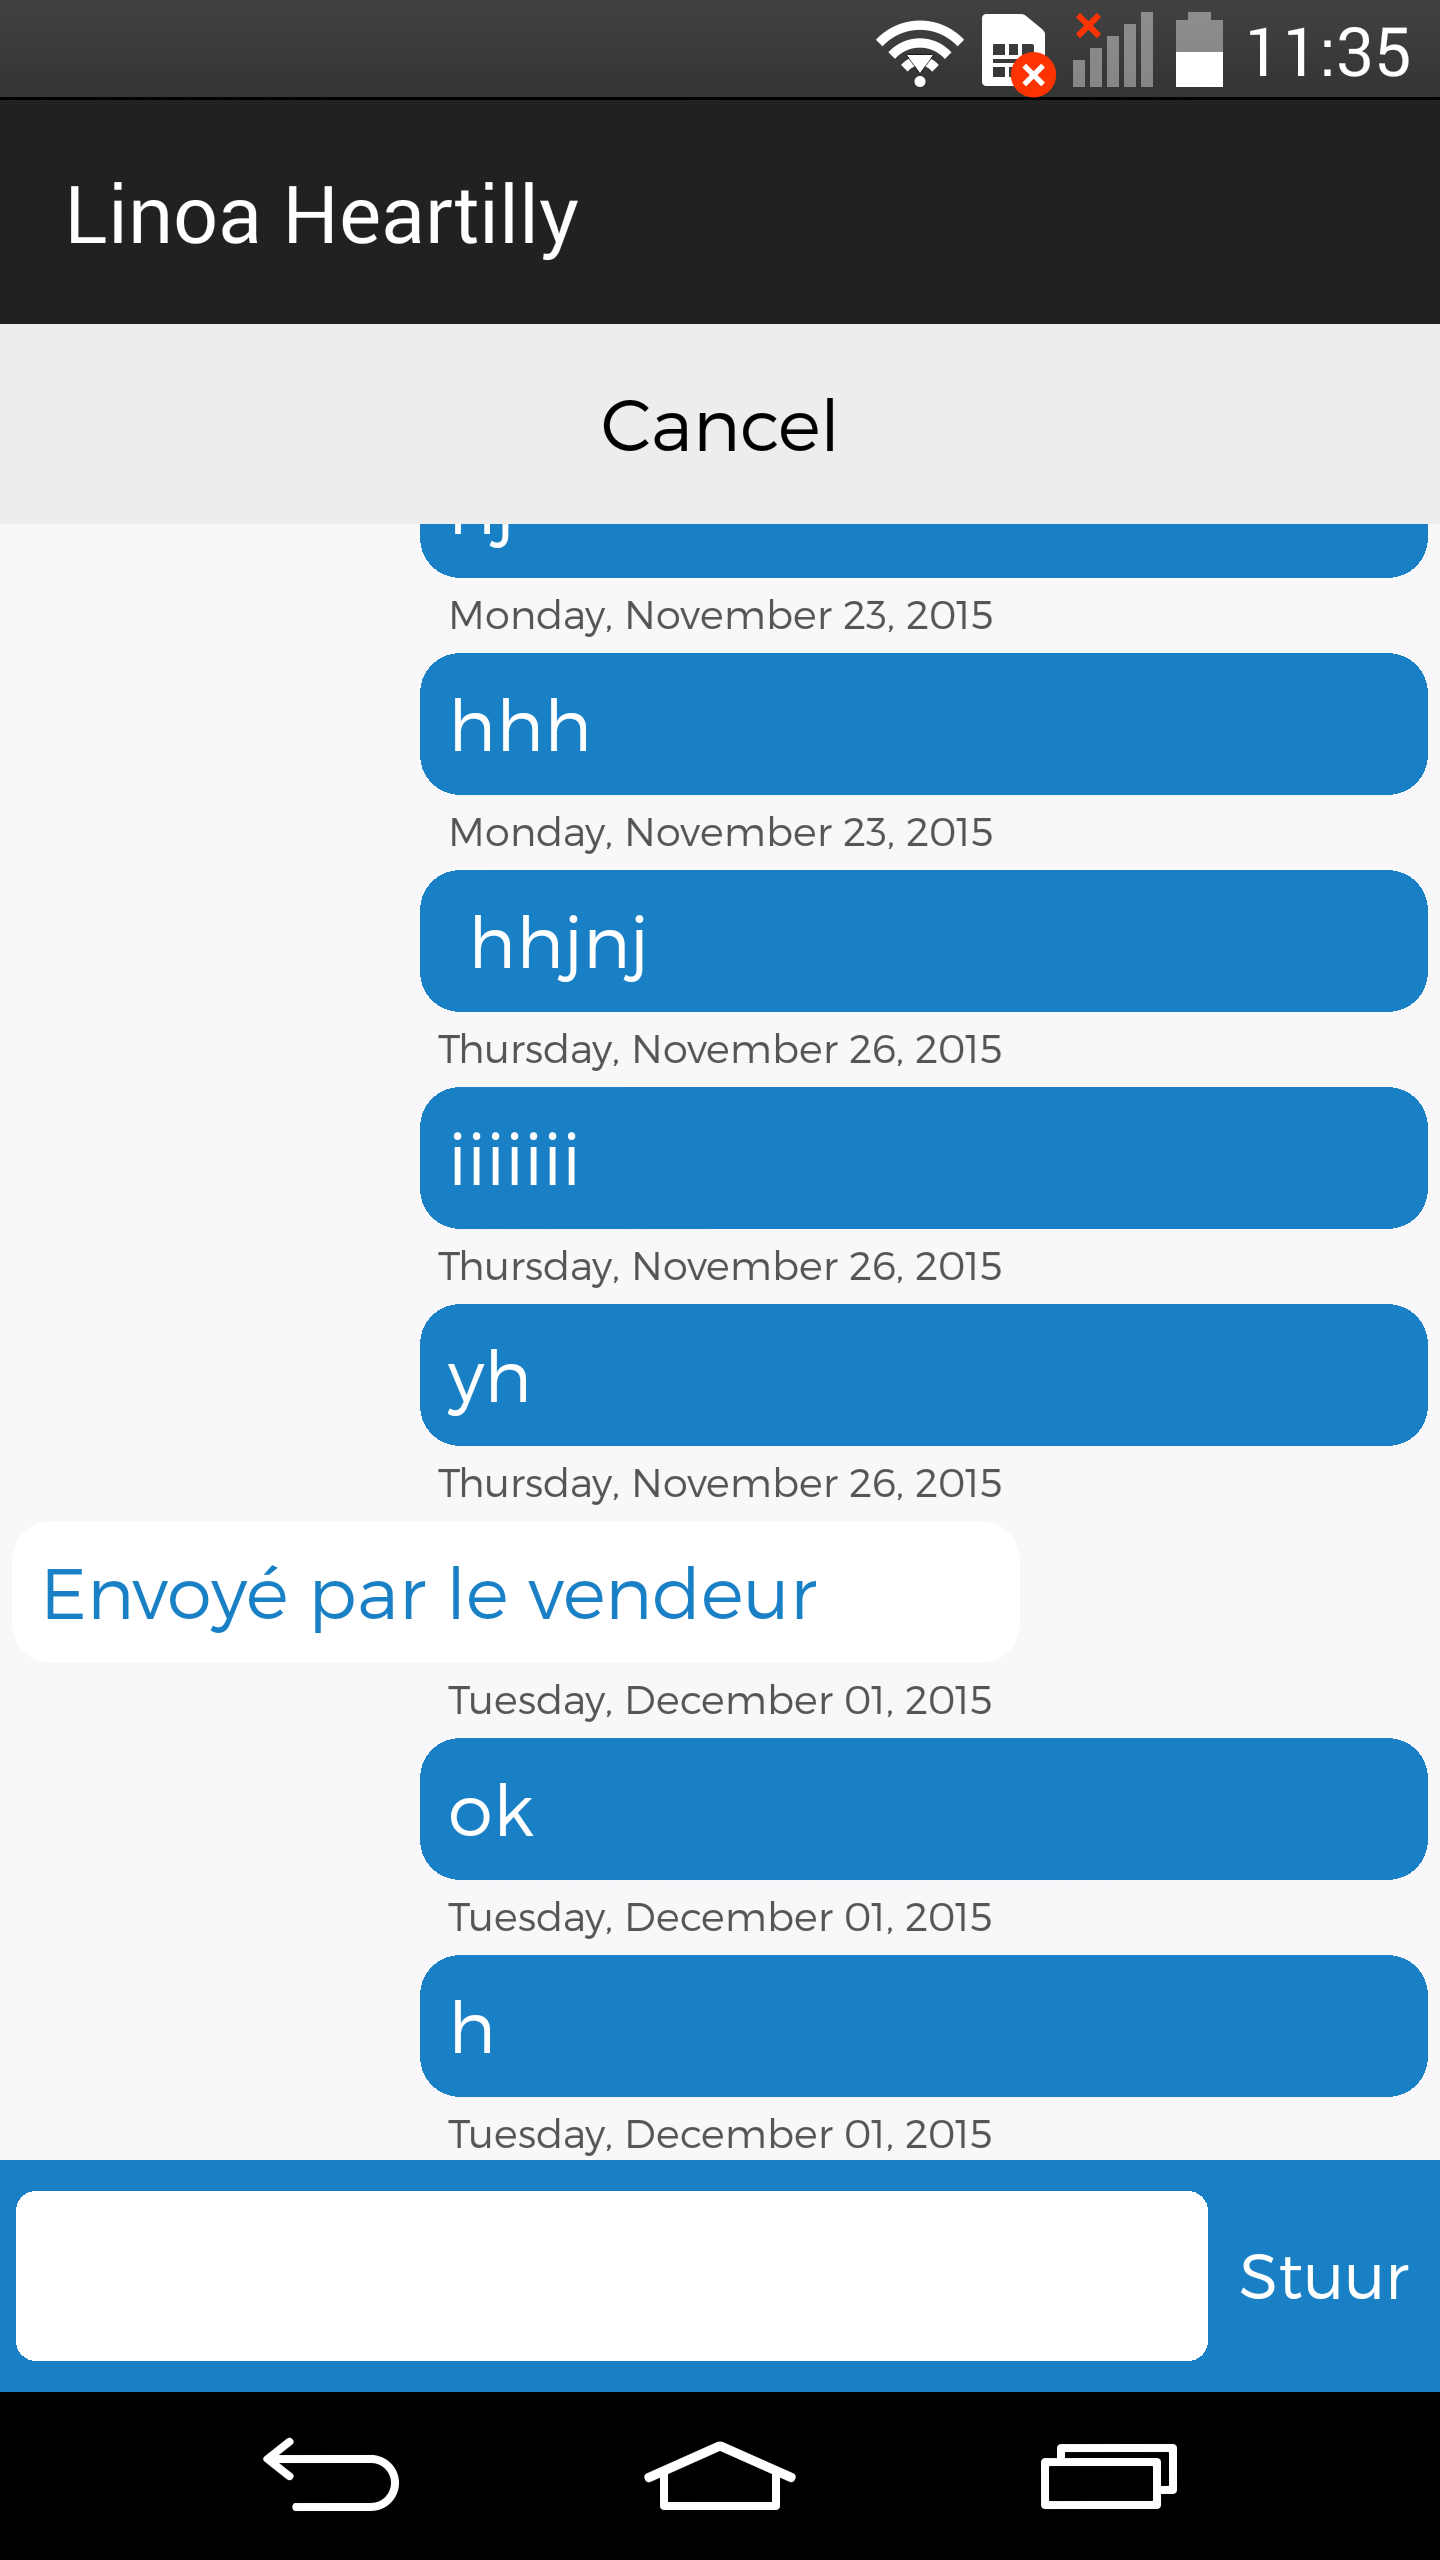 11:35
Linoa Heartilly
Cancel
Monday, November 23, 2015
hhh
Monday, November 23, 2015
hhjnj
Thursday, November 26, 2015
iiiiiii
Thursday, November 26, 2015
yh
Thursday, November 26, 2015
Envoyé par le vendeur
Tuesday, December 01, 2015
ok
Tuesday, December 01, 2015
h
Tuesday, December 01, 2015
Stuur